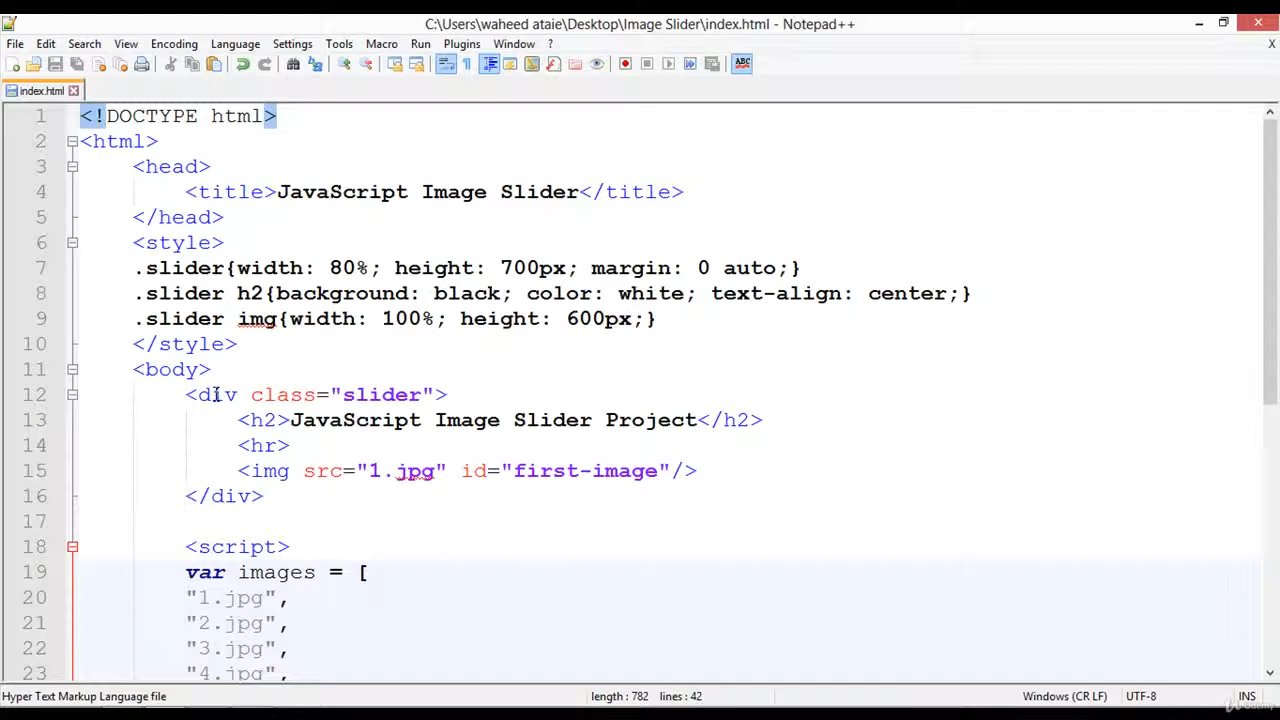 C:\Users\waheed ataie\Desktop\Image Slider\index.html - Notepad++
File Edit Search View Encoding Language Settings Tools Macro Run Plugins Window ? X
ABC
index.html
1 <!DOCTYPE html>
2 <html>
3 <head>
4 <title>JavaScript Image Slider</title>
5 </head>
6 <style>
7 .slider{width: 80%; height: 700px; margin: 0 auto;}
8 .slider h2{background: black; color: white; text-align: center;}
9 .slider img{width: 100%; height: 600px;}
10 </style>
11 <body>
12 <div class="slider">
13 <h2>JavaScript Image Slider Project</h2>
14 <hr>
15 <img src="1.jpg" id="first-image"/>
16 </div>
17
18 <script>
19 var images = [
20 "1.jpg",
21 "2.jpg",
22 "3.jpg",
23 "4.jpg",
Hyper Text Markup Language file length : 782 lines : 42 Windows (CR LF) UTF-8 INS
Udemy